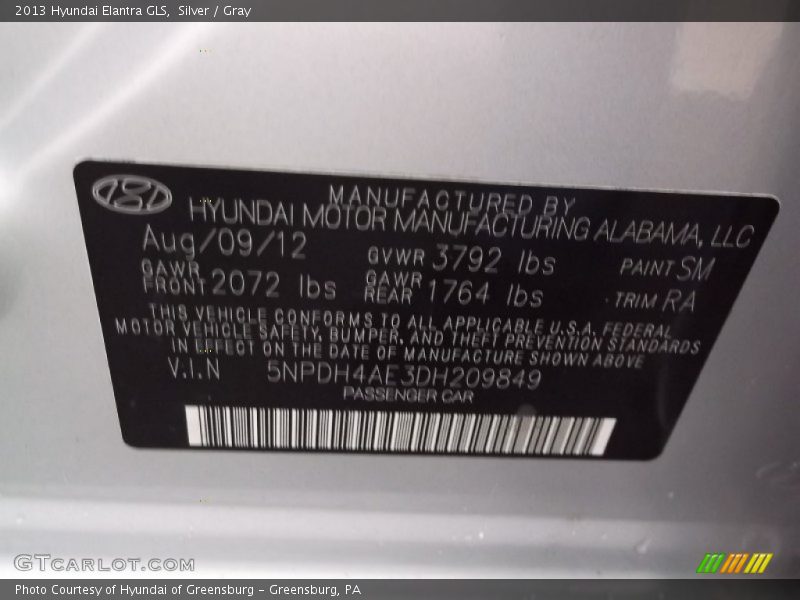 2013 Hyundai Elantra GLS, Silver / Gray
MANUFACTURED BY
HYUNDAI MOTOR MANUFACTURING ALABAMA, LLC
Aug/09/12 GVWR 3792 lbs PAINT SM
GAWR FRONT 2072 lbs GAWR REAR 1764 lbs TRIM RA
THIS VEHICLE CONFORMS TO ALL APPLICABLE U.S.A. FEDERAL
MOTOR VEHICLE SAFETY, BUMPER, AND THEFT PREVENTION STANDARDS
IN EFFECT ON THE DATE OF MANUFACTURE SHOWN ABOVE
V.I.N 5NPDH4AE3DH209849
PASSENGER CAR
GTCARLOT.COM
Photo Courtesy of Hyundai of Greensburg - Greensburg, PA